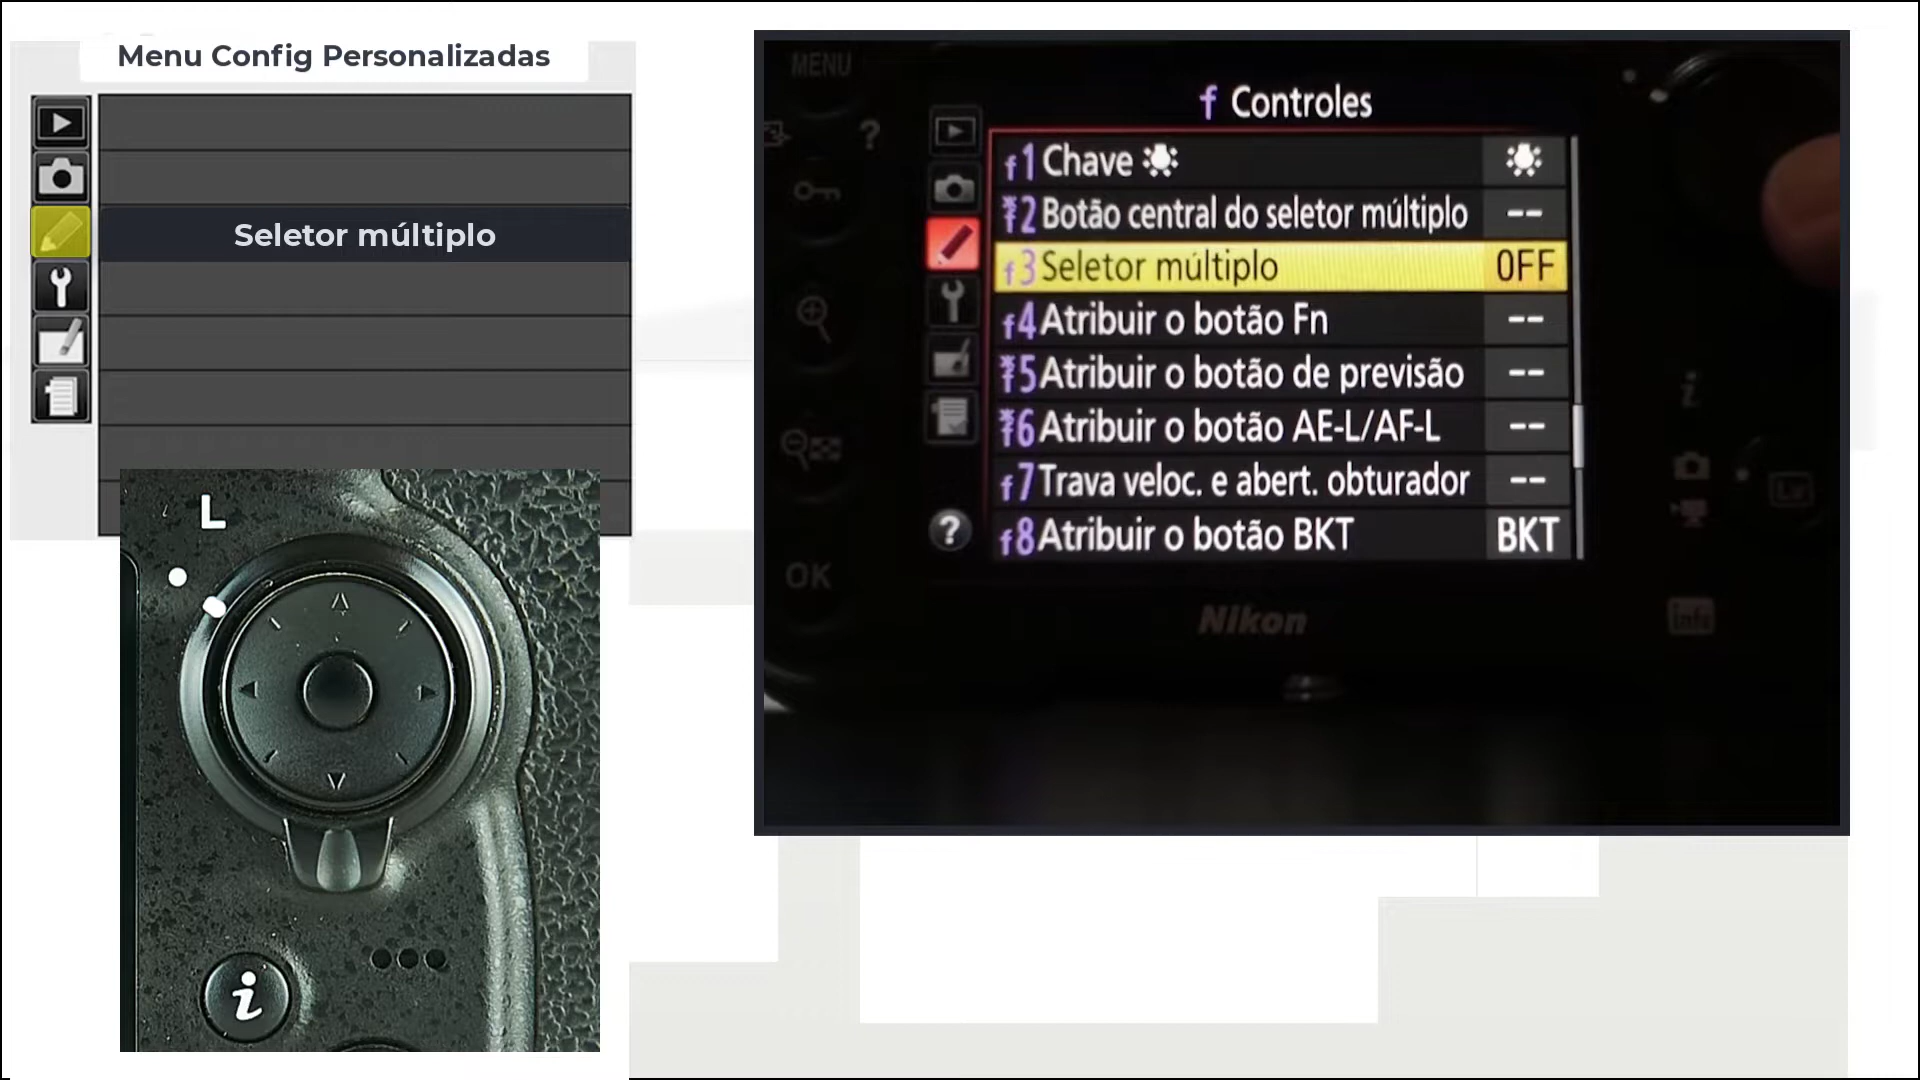 Menu Config Personalizadas
Seletor múltiplo
L
i
MENU
?
f Controles
f1 Chave
f2 Botão central do seletor múltiplo --
f3 Seletor múltiplo OFF
f4 Atribuir o botão Fn --
f5 Atribuir o botão de previsão --
f6 Atribuir o botão AE-L/AF-L --
f7 Trava veloc. e abert. obturador --
f8 Atribuir o botão BKT BKT
?
i
Lv
OK
Nikon
info